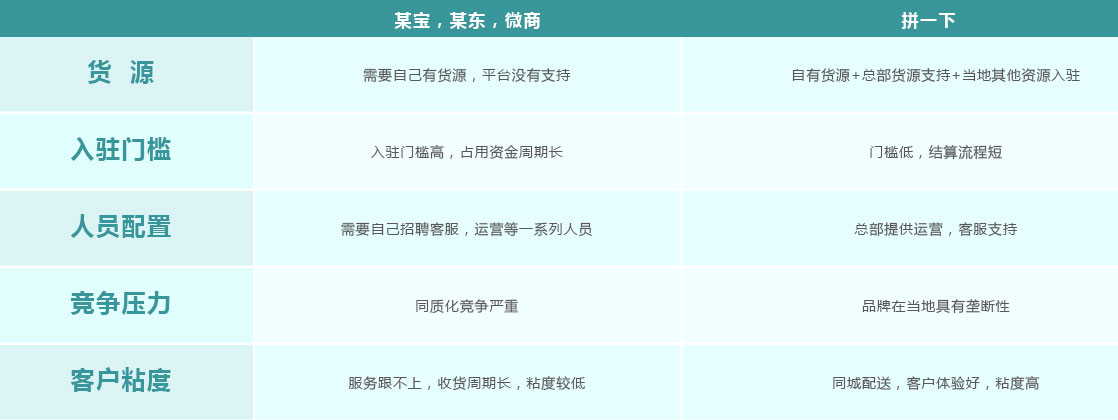 某宝，某东，微商 拼一下
货 源 需要自己有货源，平台没有支持 自有货源+总部货源支持+当地其他资源入驻
入驻门槛 入驻门槛高，占用资金周期长 门槛低，结算流程短
人员配置 需要自己招聘客服，运营等一系列人员 总部提供运营，客服支持
竞争压力 同质化竞争严重 品牌在当地具有垄断性
客户粘度 服务跟不上，收货周期长，粘度较低 同城配送，客户体验好，粘度高